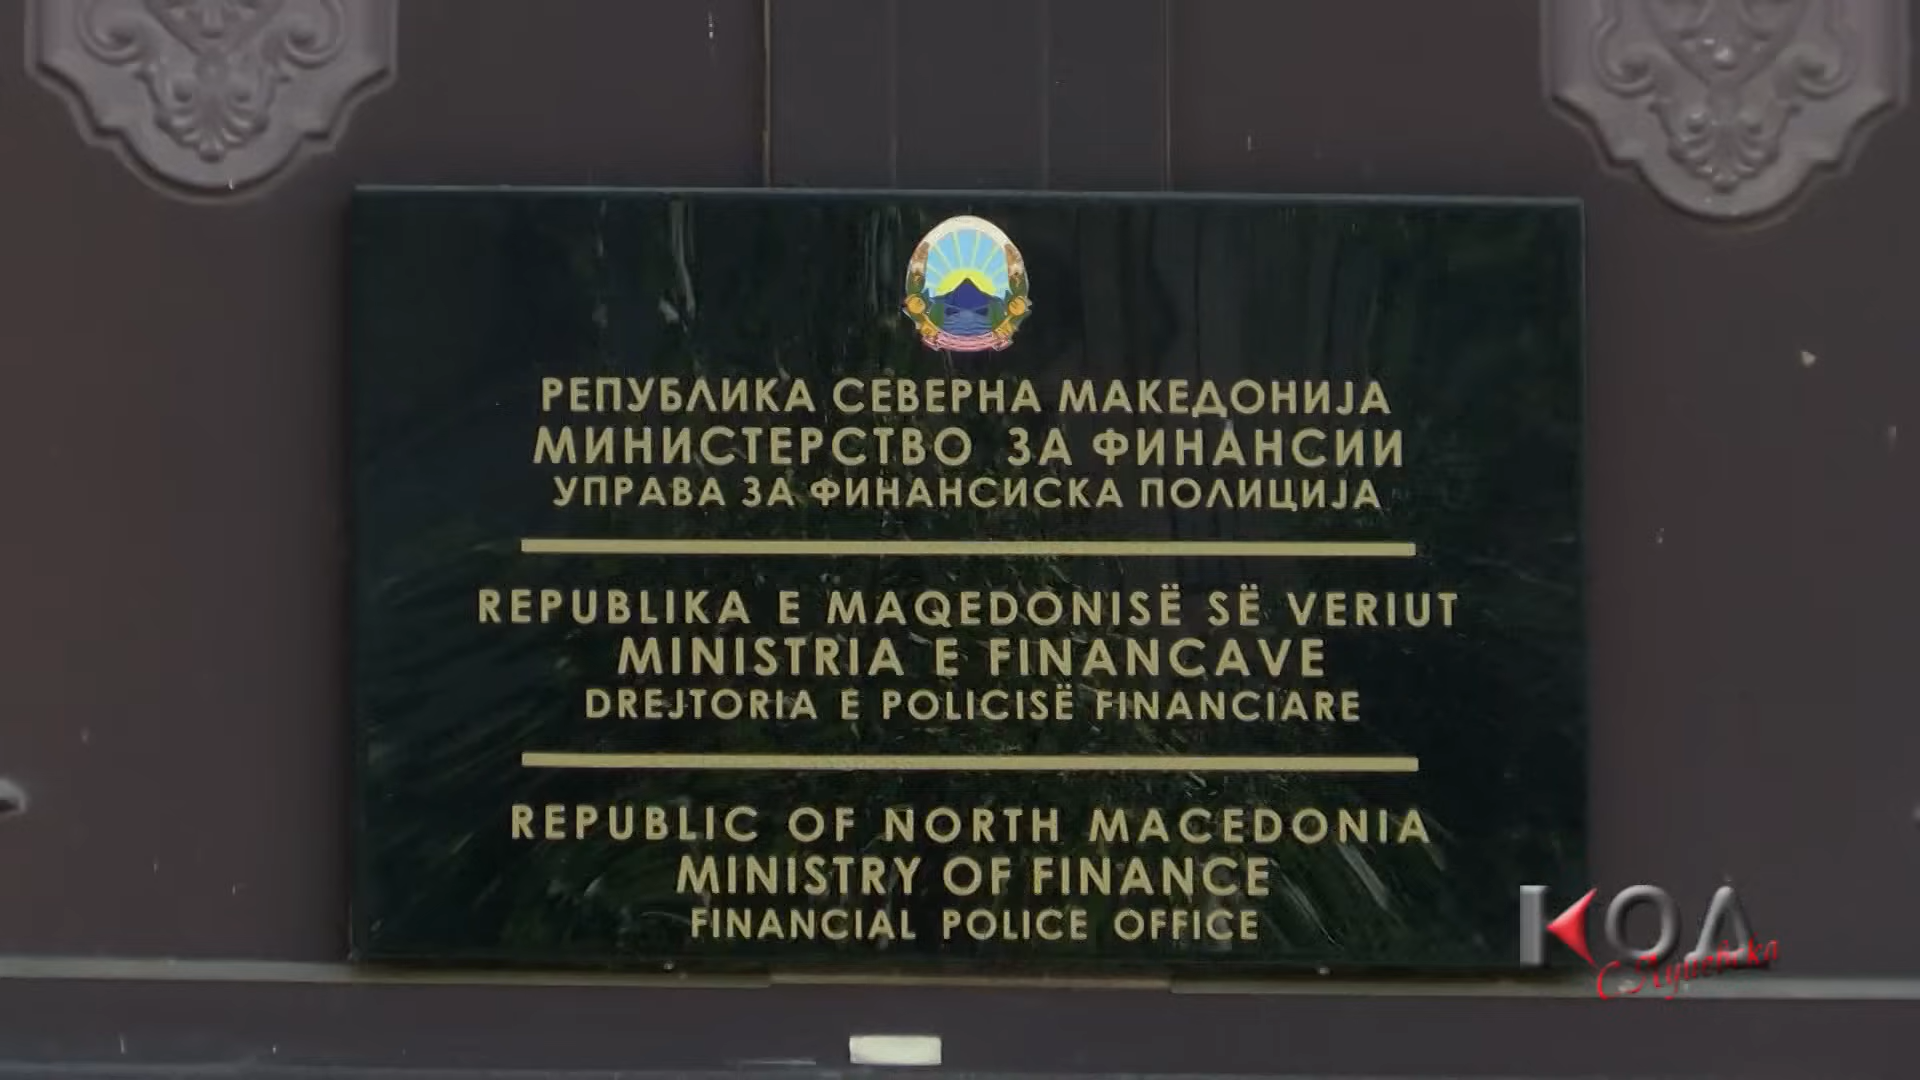 РЕПУБЛИКА СЕВЕРНА МАКЕДОНИЈА
МИНИСТЕРСТВО ЗА ФИНАНСИИ
УПРАВА ЗА ФИНАНСИСКА ПОЛИЦИЈА
REPUBLIKA E MAQEDONISË SË VERIUT
MINISTRIA E FINANCAVE
DREJTORIA E POLICISË FINANCIARE
REPUBLIC OF NORTH MACEDONIA
MINISTRY OF FINANCE
FINANCIAL POLICE OFFICE
КОД